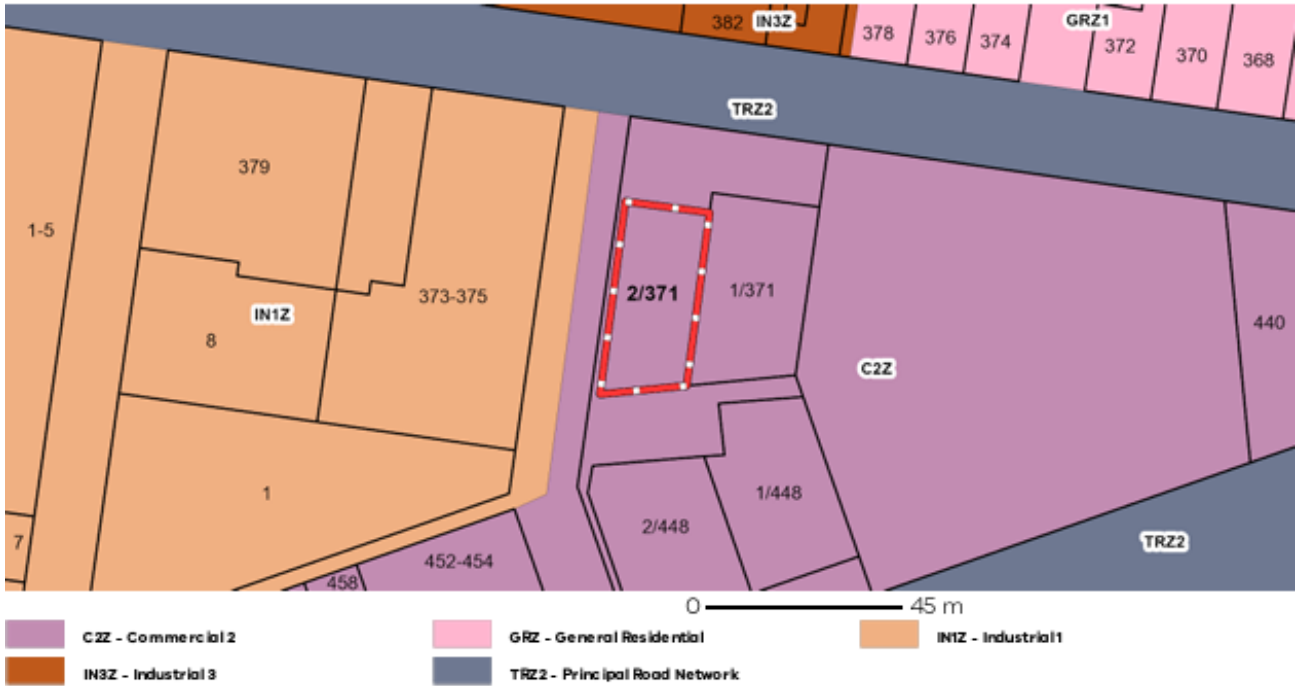 382
IN3Z
378
376
374
GRZ1
372
370
368
TRZ2
379
1-5
373-375
2/371
1/371
IN1Z
8
440
C2Z
1
1/448
2/448
7
452-454
458
TRZ2
0 45 m
C2Z - Commercial 2
GRZ - General Residential
IN1Z - Industrial 1
IN3Z - Industrial 3
TRZ2 - Principal Road Network